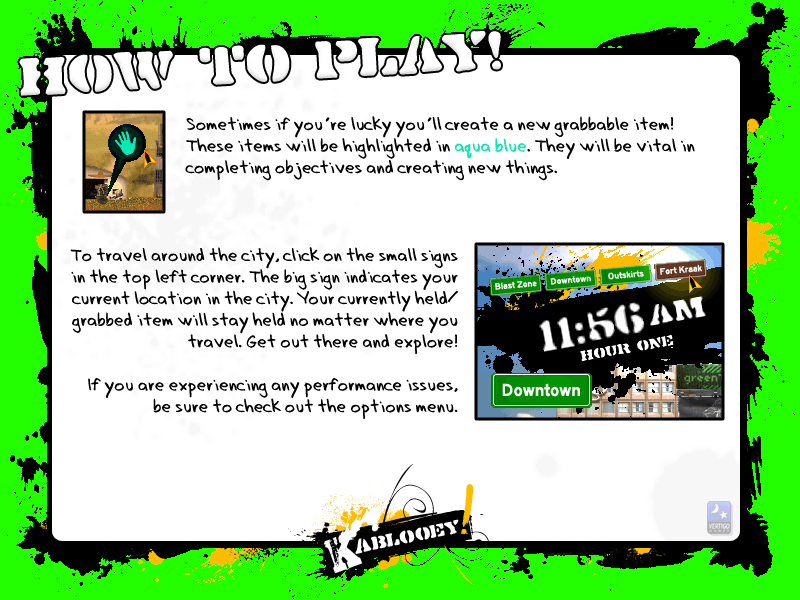 HOW TO PLAY!
Sometimes if you're lucky you'll create a new grabbable item!
These items will be highlighted in aqua blue. They will be vital in
completing objectives and creating new things.
To travel around the city, click on the small signs
in the top left corner. The big sign indicates your
current location in the city. Your currently held/
grabbed item will stay held no matter where you
travel. Get out there and explore!
If you are experiencing any performance issues,
be sure to check out the options menu.
Blast Zone
Downtown
Outskirts
Fort Kraak
11:56 AM
HOUR ONE
Downtown
green
KABLOOEY!
VERTIGO
GAMES